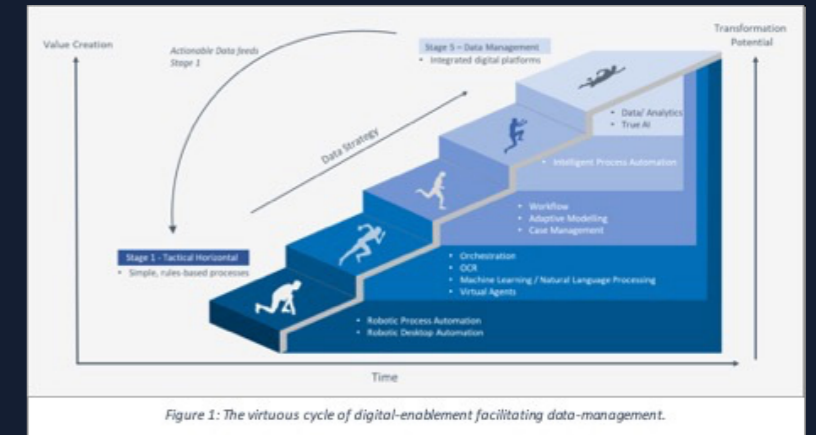 Value Creation
Transformation
Potential
Actionable Data feeds
Stage 1
Stage 5 – Data Management
• Integrated digital platforms
Data Strategy
• Data/ Analytics
• True AI
• Intelligent Process Automation
• Workflow
• Adaptive Modelling
• Case Management
Stage 1 - Tactical Horizontal
• Simple, rules-based processes
• Orchestration
• OCR
• Machine Learning / Natural Language Processing
• Virtual Agents
• Robotic Process Automation
• Robotic Desktop Automation
Time
Figure 1: The virtuous cycle of digital-enablement facilitating data-management.